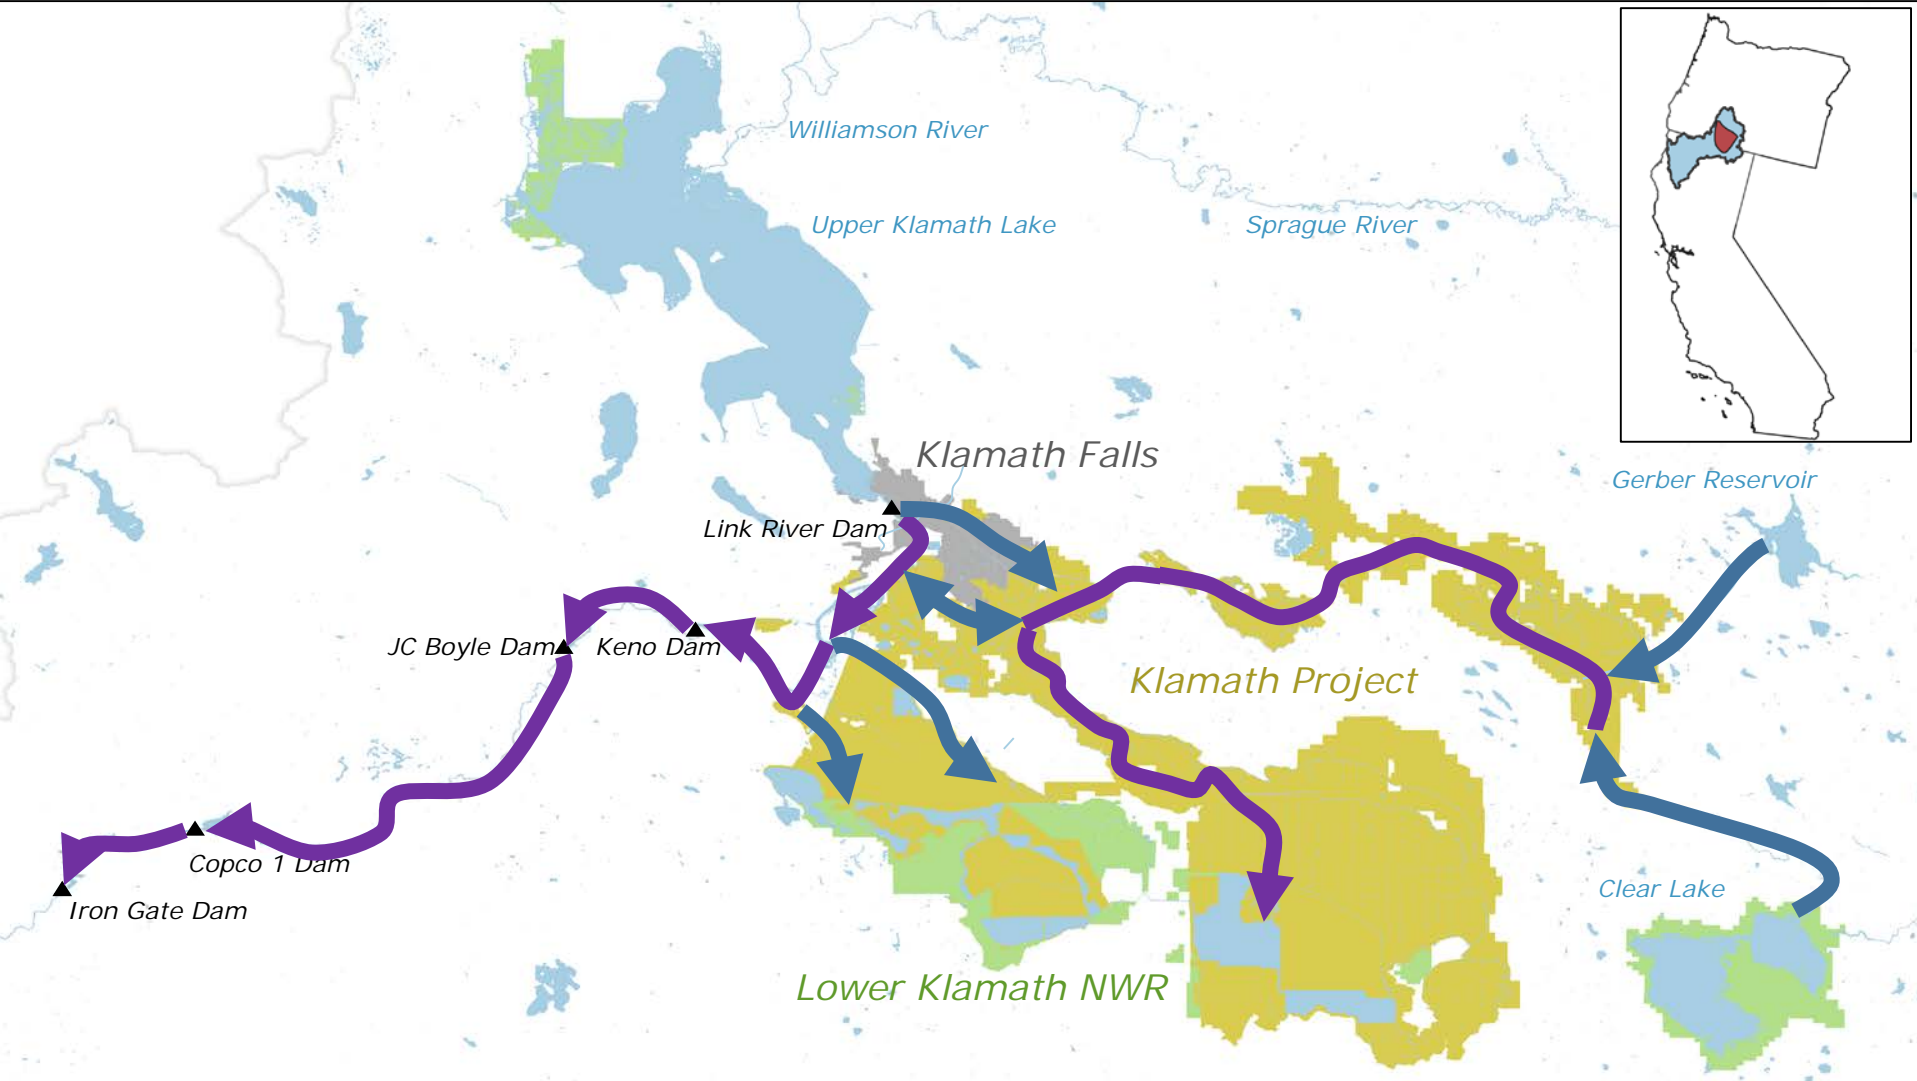 Williamson River
Upper Klamath Lake
Sprague River
Klamath Falls
Gerber Reservoir
Link River Dam
JC Boyle Dam
Keno Dam
Klamath Project
Copco 1 Dam
Clear Lake
Iron Gate Dam
Lower Klamath NWR